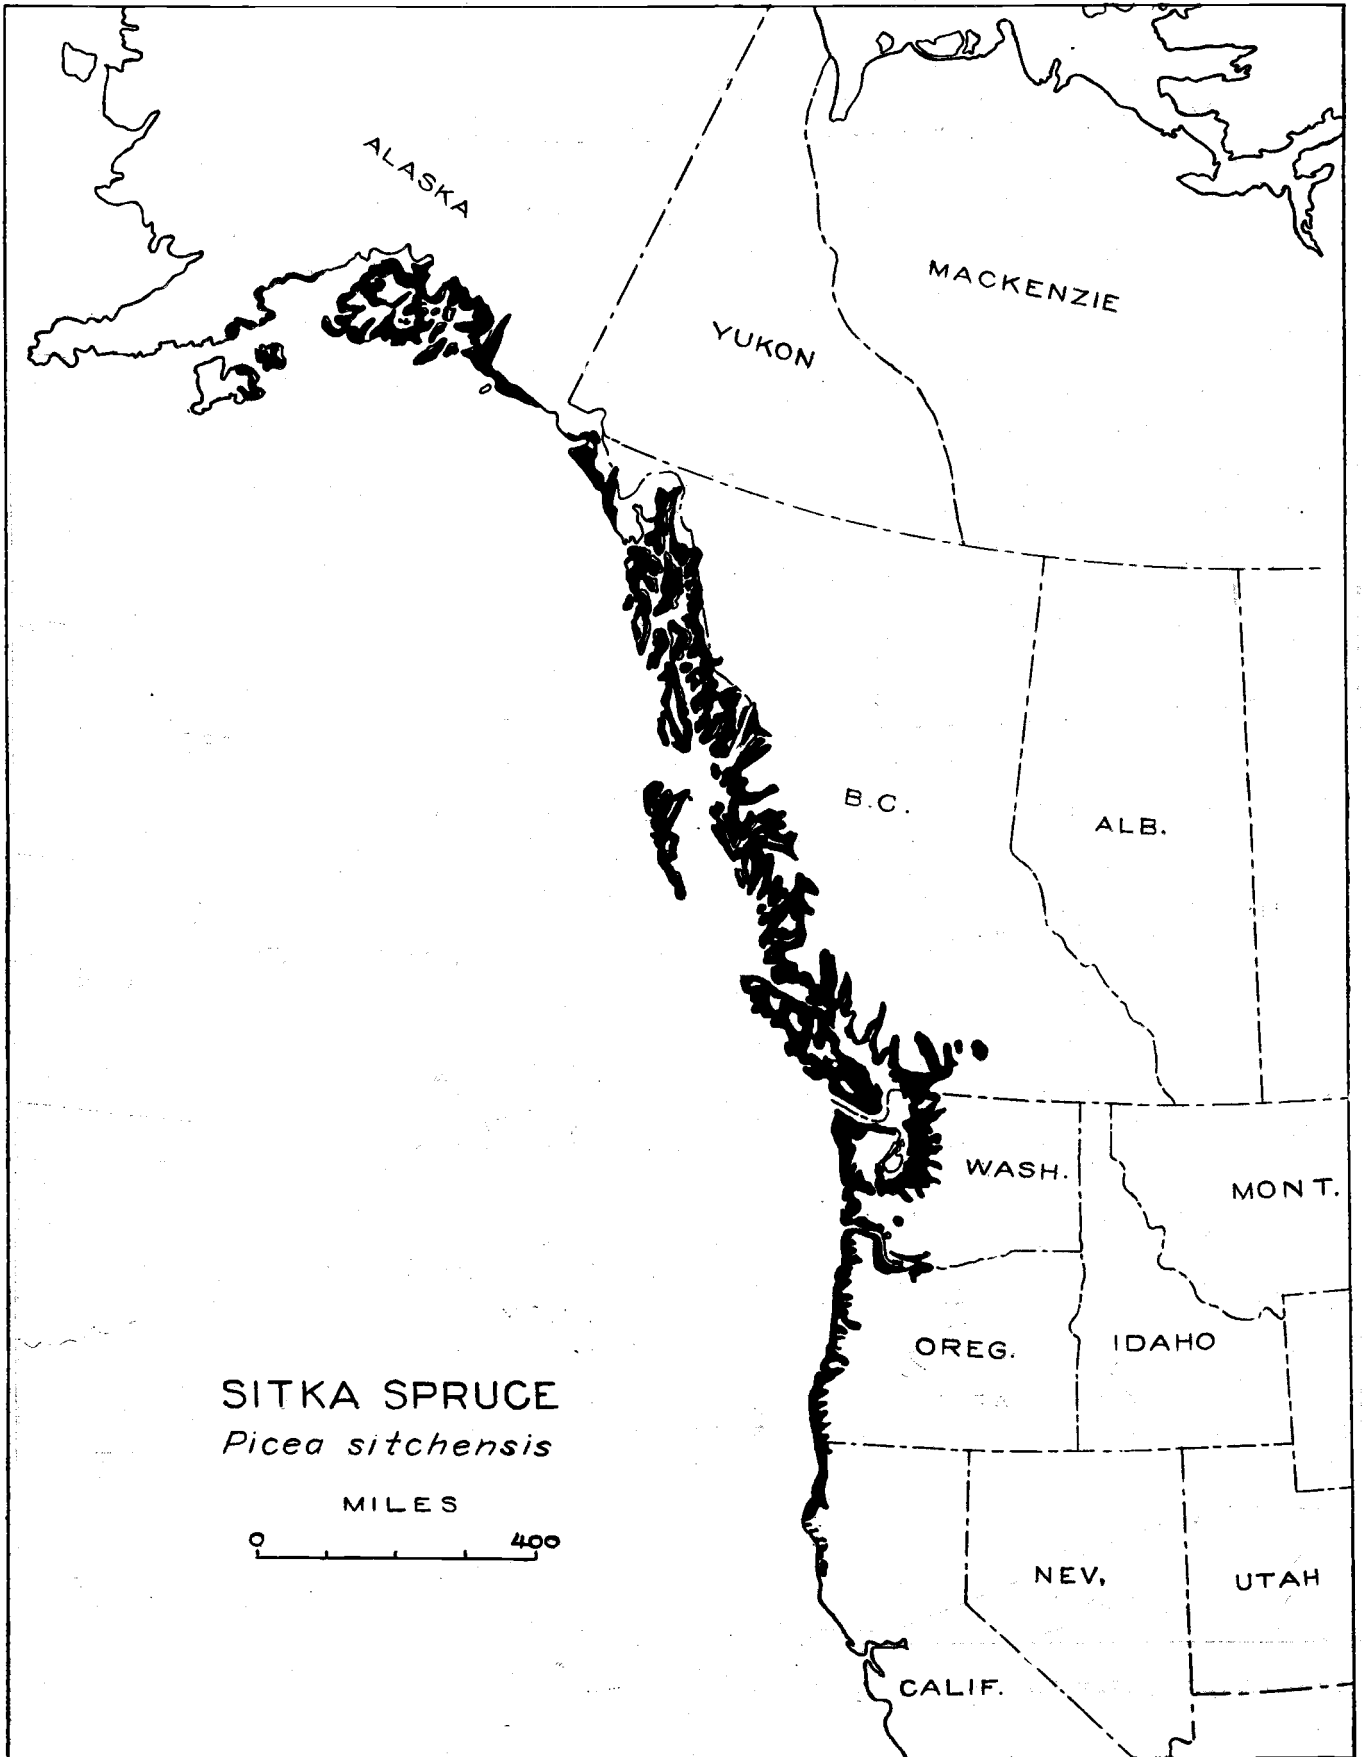 ALASKA
MACKENZIE
YUKON
B.C.
ALB.
WASH.
MONT.
OREG.
IDAHO
SITKA SPRUCE
Picea sitchensis
MILES
0 400
NEV.
UTAH
CALIF.